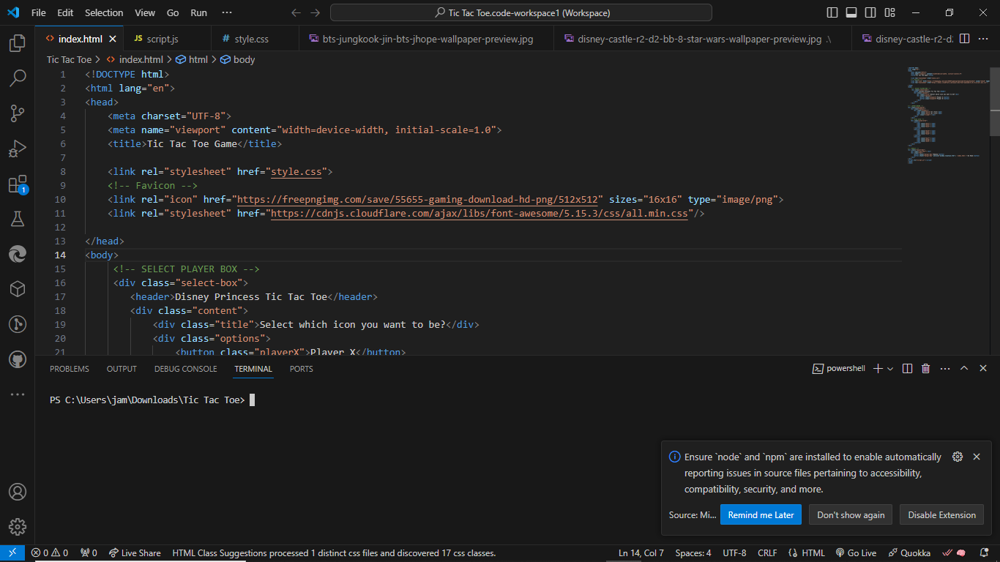 File Edit Selection View Go Run ··· Tic Tac Toe.code-workspace1 (Workspace)
index.html JS script.js # style.css bts-jungkook-jin-bts-jhope-wallpaper-preview.jpg disney-castle-r2-d2-bb-8-star-wars-wallpaper-preview.jpg .\ disney-castle-r2-d2
Tic Tac Toe > index.html > html > body
1 <!DOCTYPE html>
2 <html lang="en">
3 <head>
4 <meta charset="UTF-8">
5 <meta name="viewport" content="width=device-width, initial-scale=1.0">
6 <title>Tic Tac Toe Game</title>
7
8 <link rel="stylesheet" href="style.css">
9 <!-- Favicon -->
10 <link rel="icon" href="https://freepngimg.com/save/55655-gaming-download-hd-png/512x512" sizes="16x16" type="image/png">
11 <link rel="stylesheet" href="https://cdnjs.cloudflare.com/ajax/libs/font-awesome/5.15.3/css/all.min.css"/>
12
13 </head>
14 <body>
15 <!-- SELECT PLAYER BOX -->
16 <div class="select-box">
17 <header>Disney Princess Tic Tac Toe</header>
18 <div class="content">
19 <div class="title">Select which icon you want to be?</div>
20 <div class="options">
21 <button class="playerX">Player X</button>
PROBLEMS OUTPUT DEBUG CONSOLE TERMINAL PORTS powershell
PS C:\Users\jam\Downloads\Tic Tac Toe>
1
Ensure `node` and `npm` are installed to enable automatically
reporting issues in source files pertaining to accessibility,
compatibility, security, and more.
Source: Mi... Remind me Later Don't show again Disable Extension
0 0 0 Live Share HTML Class Suggestions processed 1 distinct css files and discovered 17 css classes. Ln 14, Col 7 Spaces: 4 UTF-8 CRLF HTML Go Live Quokka